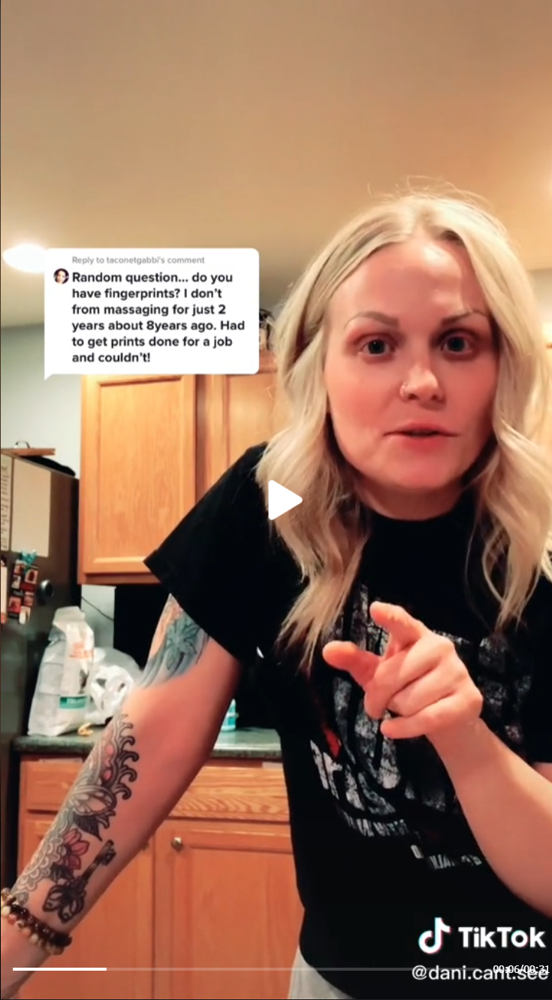 Reply to taconetgabbi's comment
Random question... do you
have fingerprints? I don't
from massaging for just 2
years about 8years ago. Had
to get prints done for a job
and couldn't!
TikTok
@dani.cant.see
00:06/00:31